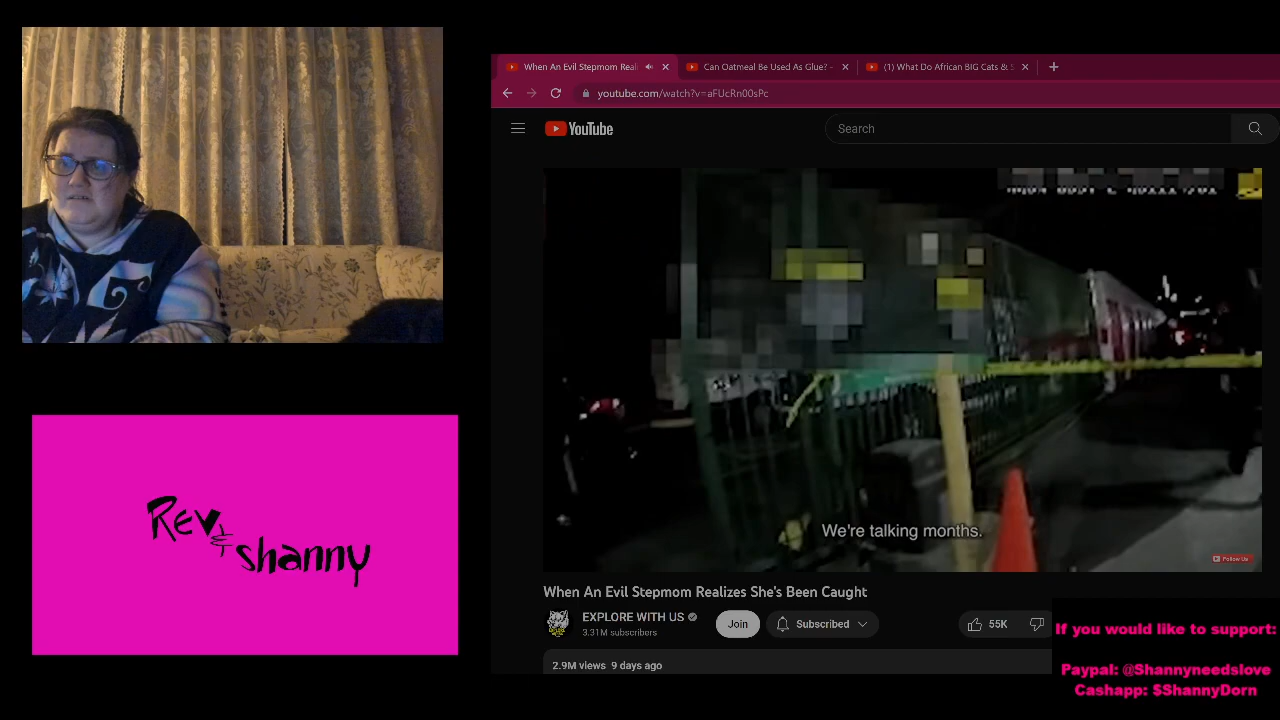 When An Evil Stepmom Real
Can Oatmeal Be Used As Glue? -
(1) What Do African BIG Cats &
youtube.com/watch?v=aFUcRn00sPc
YouTube
Search
We're talking months.
Follow Us
When An Evil Stepmom Realizes She's Been Caught
EXPLORE WITH US
3.31M subscribers
Join
Subscribed
55K
2.9M views 9 days ago
Rev
&
Shanny
If you would like to support:
Paypal: @Shannyneedslove
Cashapp: $ShannyDorn